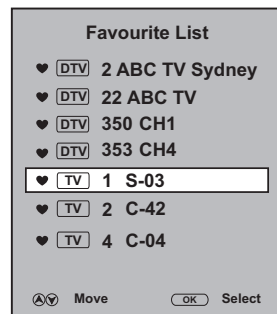 Favourite List
DTV 2 ABC TV Sydney
DTV 22 ABC TV
DTV 350 CH1
DTV 353 CH4
TV 1 S-03
TV 2 C-42
TV 4 C-04
Move OK Select